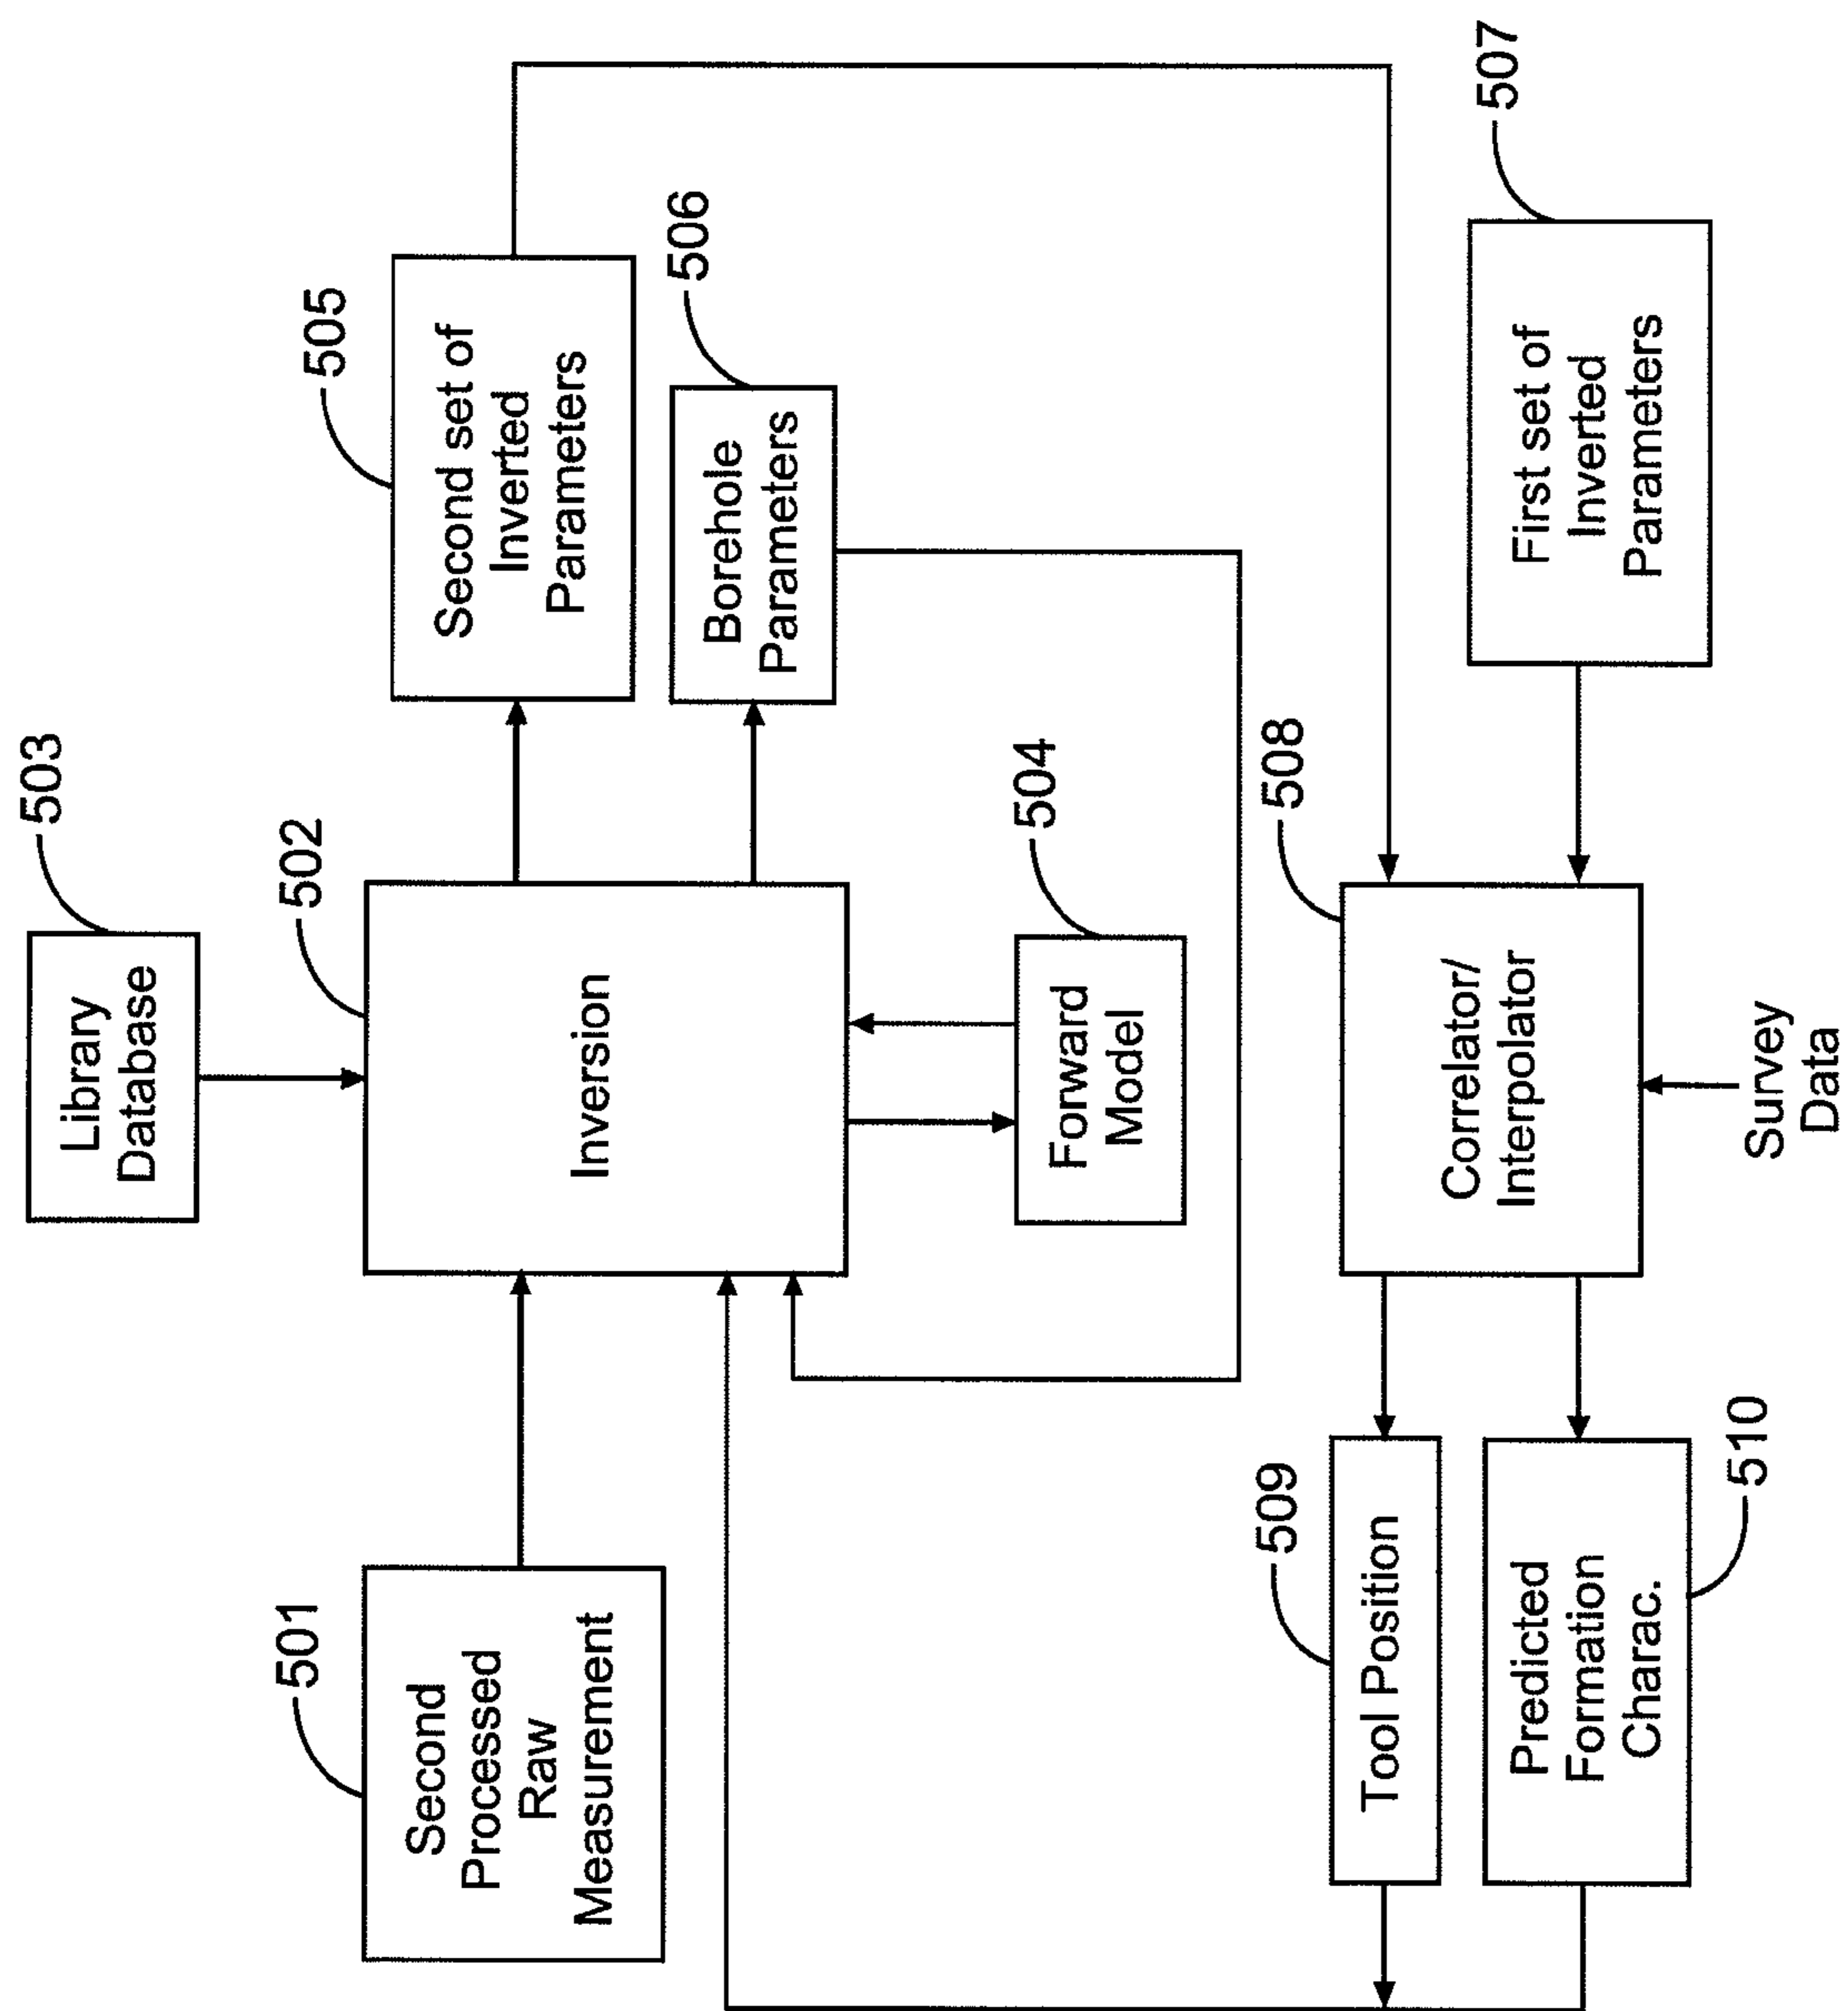 503
Library
Database
501
Second
Processed
Raw
Measurement
502
Inversion
505
Second set of
Inverted
Parameters
506
Borehole
Parameters
504
Forward
Model
509
Tool Position
508
Correlator/
Interpolator
507
First set of
Inverted
Parameters
Predicted
Formation
Charac.
510
Survey
Data